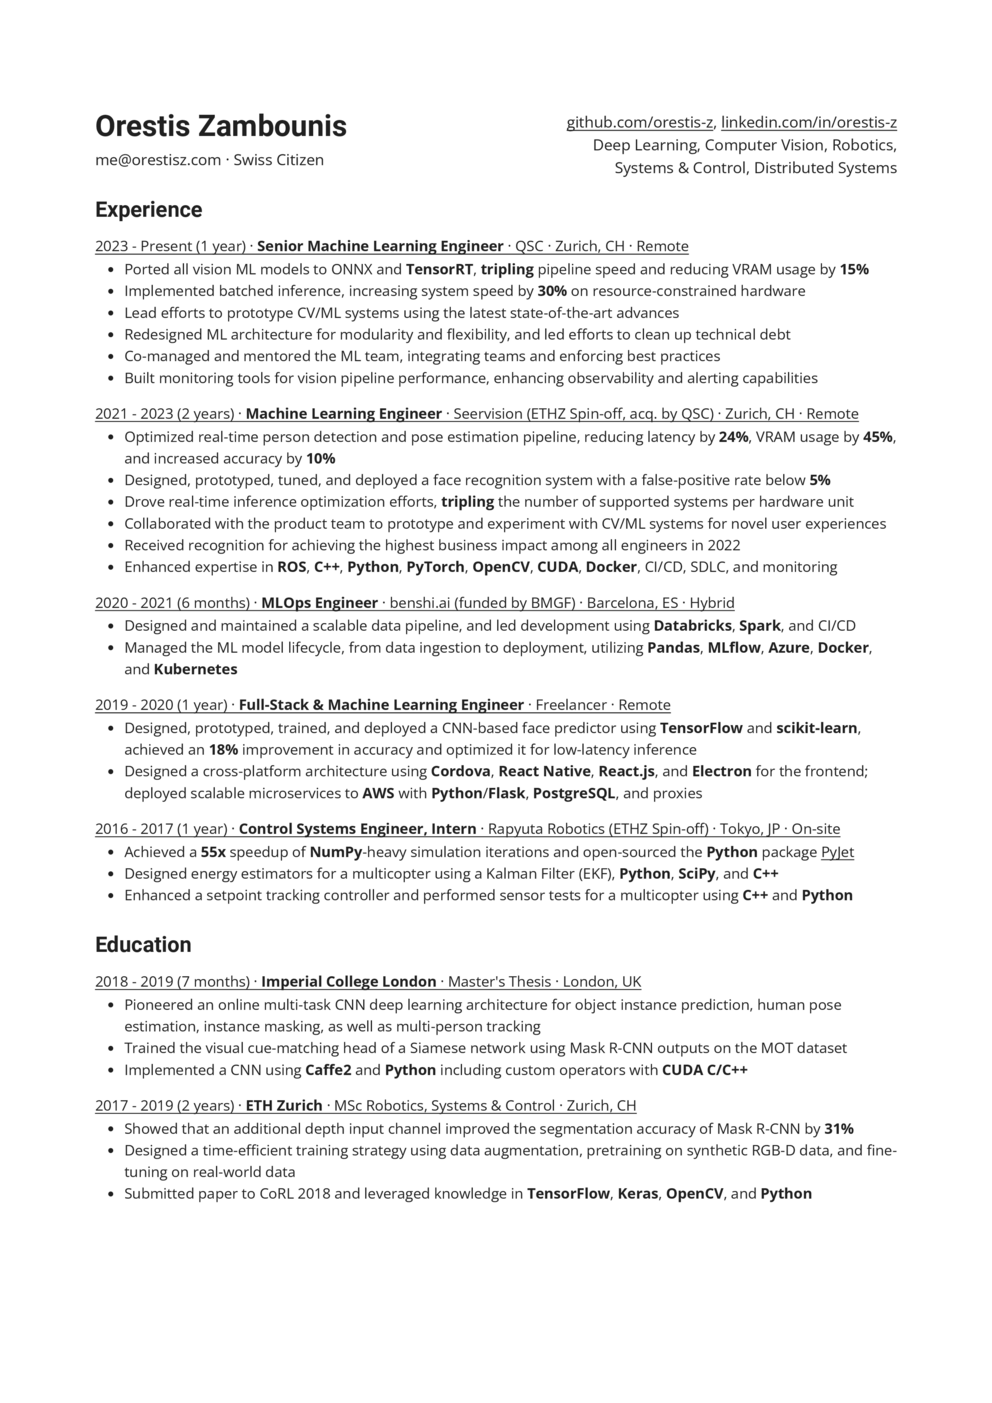 Orestis Zambounis
me@orestisz.com · Swiss Citizen
github.com/orestis-z, linkedin.com/in/orestis-z
Deep Learning, Computer Vision, Robotics,
Systems & Control, Distributed Systems
Experience
2023 - Present (1 year) · Senior Machine Learning Engineer · QSC · Zurich, CH · Remote
• Ported all vision ML models to ONNX and TensorRT, tripling pipeline speed and reducing VRAM usage by 15%
• Implemented batched inference, increasing system speed by 30% on resource-constrained hardware
• Lead efforts to prototype CV/ML systems using the latest state-of-the-art advances
• Redesigned ML architecture for modularity and flexibility, and led efforts to clean up technical debt
• Co-managed and mentored the ML team, integrating teams and enforcing best practices
• Built monitoring tools for vision pipeline performance, enhancing observability and alerting capabilities
2021 - 2023 (2 years) · Machine Learning Engineer · Seervision (ETHZ Spin-off, acq. by QSC) · Zurich, CH · Remote
• Optimized real-time person detection and pose estimation pipeline, reducing latency by 24%, VRAM usage by 45%,
and increased accuracy by 10%
• Designed, prototyped, tuned, and deployed a face recognition system with a false-positive rate below 5%
• Drove real-time inference optimization efforts, tripling the number of supported systems per hardware unit
• Collaborated with the product team to prototype and experiment with CV/ML systems for novel user experiences
• Received recognition for achieving the highest business impact among all engineers in 2022
• Enhanced expertise in ROS, C++, Python, PyTorch, OpenCV, CUDA, Docker, CI/CD, SDLC, and monitoring
2020 - 2021 (6 months) · MLOps Engineer · benshi.ai (funded by BMGF) · Barcelona, ES · Hybrid
• Designed and maintained a scalable data pipeline, and led development using Databricks, Spark, and CI/CD
• Managed the ML model lifecycle, from data ingestion to deployment, utilizing Pandas, MLflow, Azure, Docker,
and Kubernetes
2019 - 2020 (1 year) · Full-Stack & Machine Learning Engineer · Freelancer · Remote
• Designed, prototyped, trained, and deployed a CNN-based face predictor using TensorFlow and scikit-learn,
achieved an 18% improvement in accuracy and optimized it for low-latency inference
• Designed a cross-platform architecture using Cordova, React Native, React.js, and Electron for the frontend;
deployed scalable microservices to AWS with Python/Flask, PostgreSQL, and proxies
2016 - 2017 (1 year) · Control Systems Engineer, Intern · Rapyuta Robotics (ETHZ Spin-off) · Tokyo, JP · On-site
• Achieved a 55x speedup of NumPy-heavy simulation iterations and open-sourced the Python package PyJet
• Designed energy estimators for a multicopter using a Kalman Filter (EKF), Python, SciPy, and C++
• Enhanced a setpoint tracking controller and performed sensor tests for a multicopter using C++ and Python
Education
2018 - 2019 (7 months) · Imperial College London · Master's Thesis · London, UK
• Pioneered an online multi-task CNN deep learning architecture for object instance prediction, human pose
estimation, instance masking, as well as multi-person tracking
• Trained the visual cue-matching head of a Siamese network using Mask R-CNN outputs on the MOT dataset
• Implemented a CNN using Caffe2 and Python including custom operators with CUDA C/C++
2017 - 2019 (2 years) · ETH Zurich · MSc Robotics, Systems & Control · Zurich, CH
• Showed that an additional depth input channel improved the segmentation accuracy of Mask R-CNN by 31%
• Designed a time-efficient training strategy using data augmentation, pretraining on synthetic RGB-D data, and fine-
tuning on real-world data
• Submitted paper to CoRL 2018 and leveraged knowledge in TensorFlow, Keras, OpenCV, and Python